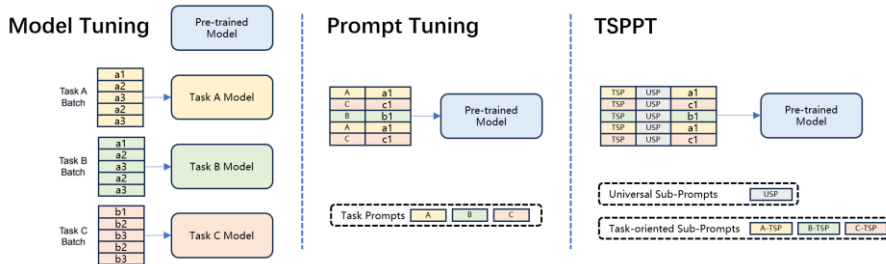 Model Tuning
Pre-trained
Model
Task A
Batch
a1
a2
a3
a2
a3
Task A Model
Task B
Batch
a1
a2
a3
a2
a3
Task B Model
Task C
Batch
b1
b2
b3
b2
b3
Task C Model
Prompt Tuning
A a1
C c1
B b1
A a1
C c1
Pre-trained
Model
Task Prompts A B C
TSPPT
TSP USP a1
TSP USP c1
TSP USP b1
TSP USP a1
TSP USP c1
Pre-trained
Model
Universal Sub-Prompts USP
Task-oriented Sub-Prompts A-TSP B-TSP C-TSP